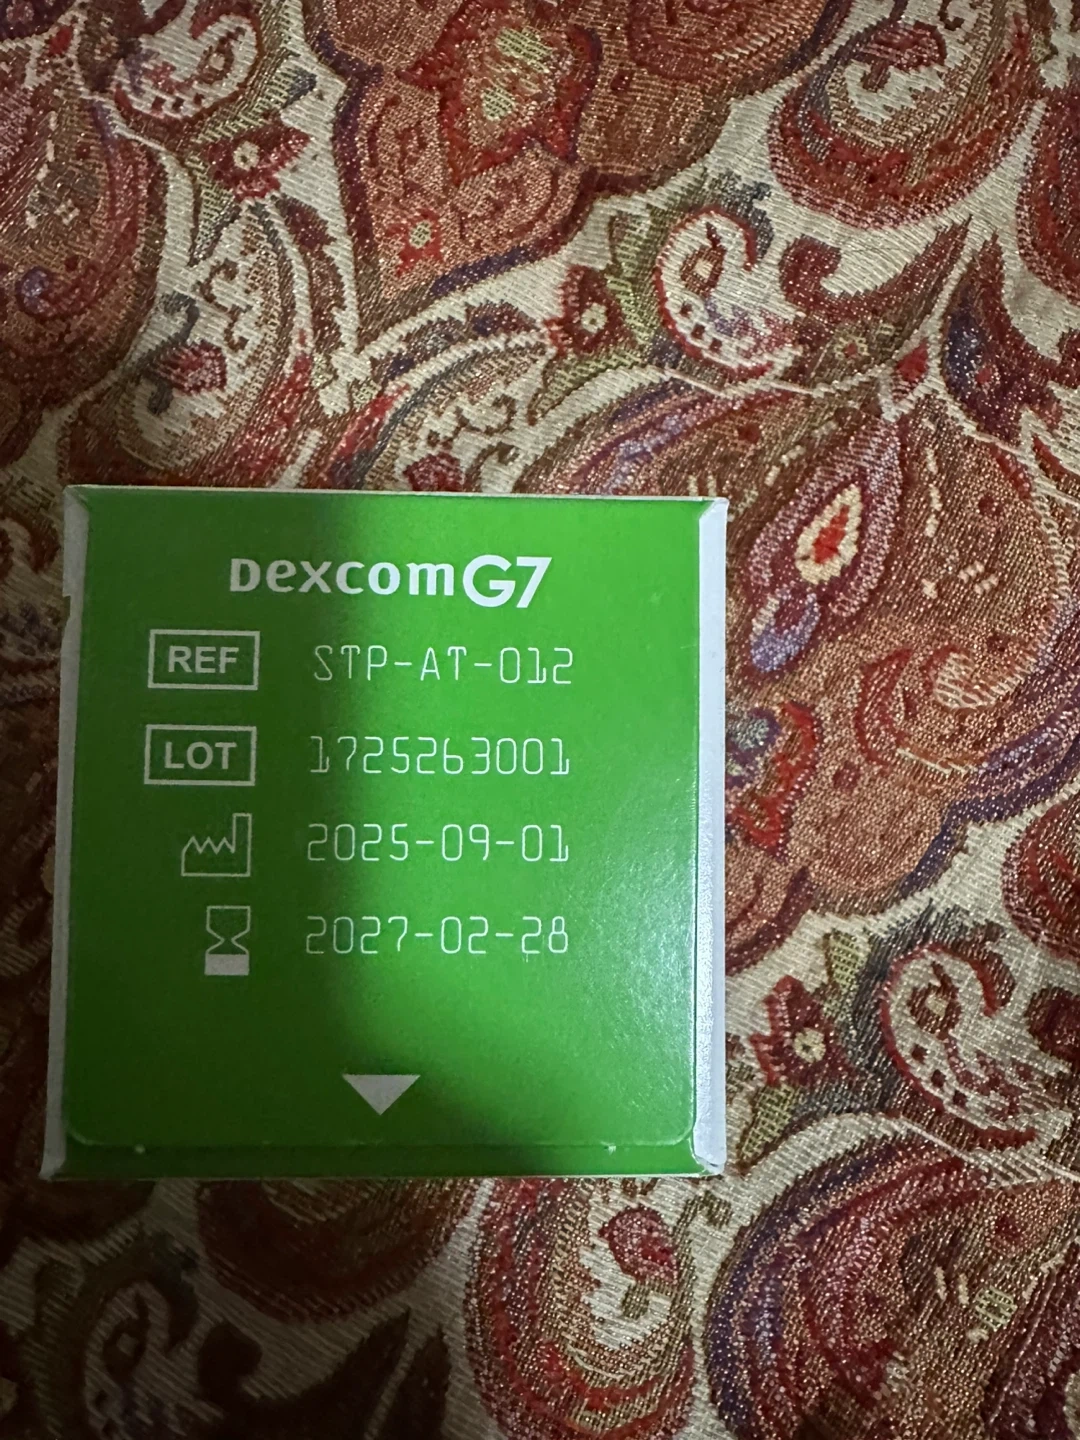 Dexcom G7
REF STP-AT-012
LOT 1725263001
2025-09-01
2027-02-28